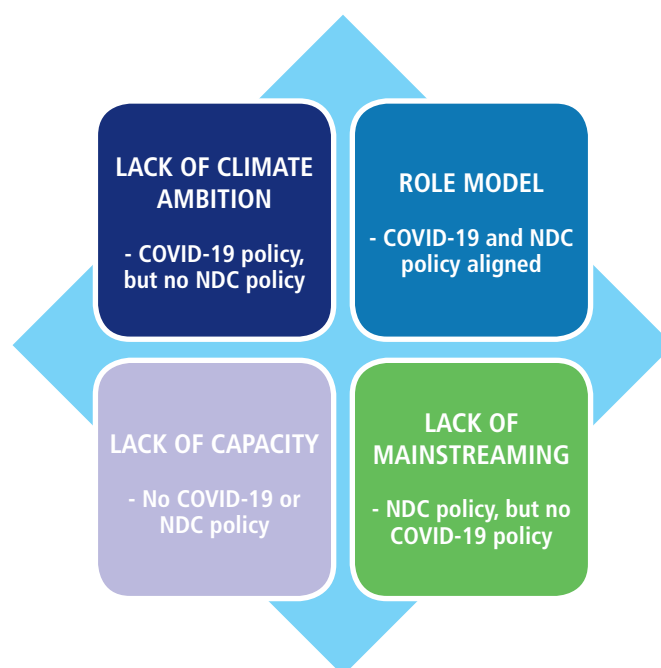 LACK OF CLIMATE
AMBITION
- COVID-19 policy,
but no NDC policy
ROLE MODEL
- COVID-19 and NDC
policy aligned
LACK OF CAPACITY
- No COVID-19 or
NDC policy
LACK OF
MAINSTREAMING
- NDC policy, but no
COVID-19 policy